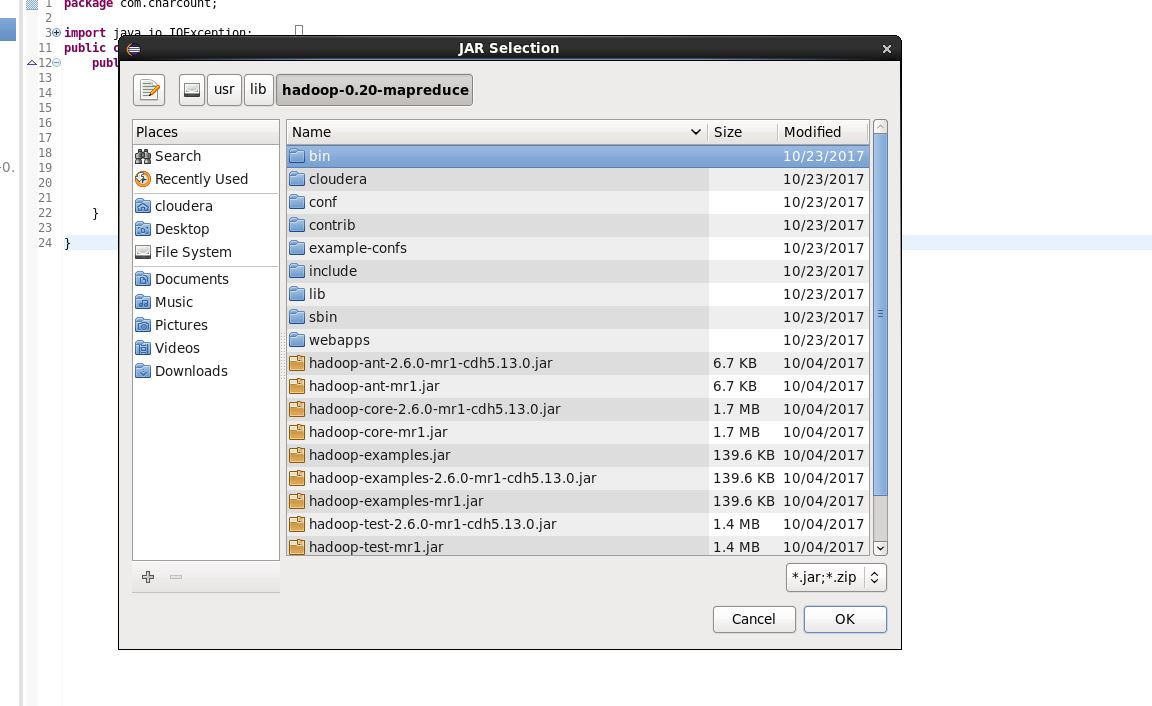 1 package com.charcount;
2
3 import java.io.IOException;
11 public c
12 publ
13
14
15
16
17
18
-0.
19
20
21
22 }
23
24 }
JAR Selection
usr lib hadoop-0.20-mapreduce
Places
Search
Recently Used
cloudera
Desktop
File System
Documents
Music
Pictures
Videos
Downloads
Name Size Modified
bin 10/23/2017
cloudera 10/23/2017
conf 10/23/2017
contrib 10/23/2017
example-confs 10/23/2017
include 10/23/2017
lib 10/23/2017
sbin 10/23/2017
webapps 10/23/2017
hadoop-ant-2.6.0-mr1-cdh5.13.0.jar 6.7 KB 10/04/2017
hadoop-ant-mr1.jar 6.7 KB 10/04/2017
hadoop-core-2.6.0-mr1-cdh5.13.0.jar 1.7 MB 10/04/2017
hadoop-core-mr1.jar 1.7 MB 10/04/2017
hadoop-examples.jar 139.6 KB 10/04/2017
hadoop-examples-2.6.0-mr1-cdh5.13.0.jar 139.6 KB 10/04/2017
hadoop-examples-mr1.jar 139.6 KB 10/04/2017
hadoop-test-2.6.0-mr1-cdh5.13.0.jar 1.4 MB 10/04/2017
hadoop-test-mr1.jar 1.4 MB 10/04/2017
*.jar;*.zip
Cancel OK